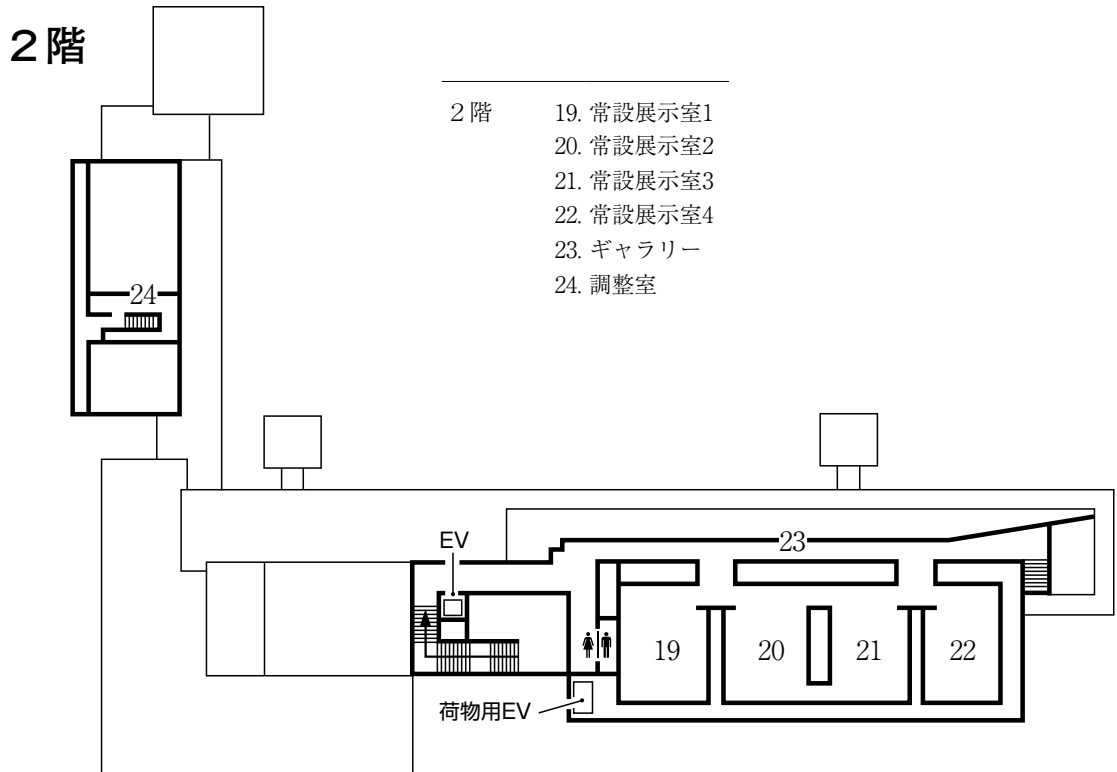 ２階
２階 19. 常設展示室1
20. 常設展示室2
21. 常設展示室3
22. 常設展示室4
23. ギャラリー
24. 調整室
24
EV
23
19 20 21 22
荷物用EV